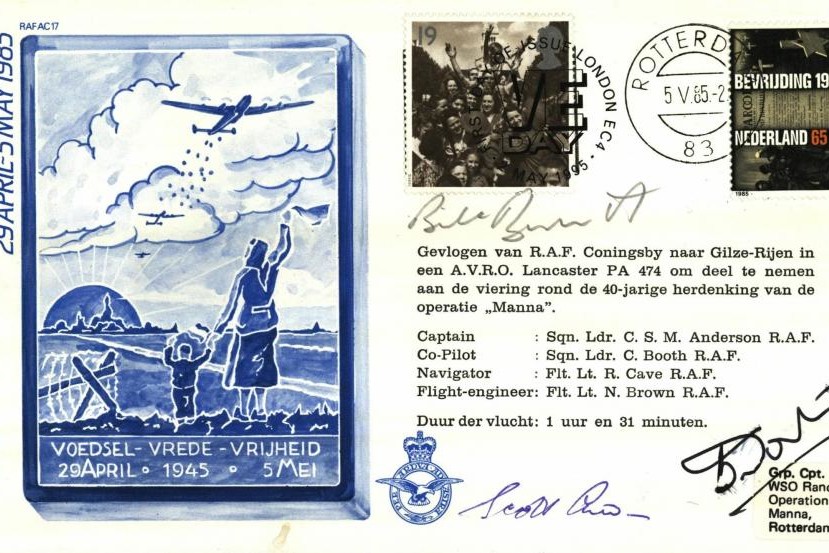 RAFAC17
29 APRIL-5 MAY 1985
19
VE
DAY
LONDON EC4
MAY 1995
ROTTERD
5 V.85.-2
83
BEVRIJDING 19
NEDERLAND 65
1985
Gevlogen van R.A.F. Coningsby naar Gilze-Rijen in
een A.V.R.O. Lancaster PA 474 om deel te nemen
aan de viering rond de 40-jarige herdenking van de
operatie „Manna”.
Captain : Sqn. Ldr. C. S. M. Anderson R.A.F.
Co-Pilot : Sqn. Ldr. C. Booth R.A.F.
Navigator : Flt. Lt. R. Cave R.A.F.
Flight-engineer: Flt. Lt. N. Brown R.A.F.
Duur der vlucht: 1 uur en 31 minuten.
VOEDSEL - VREDE - VRIJHEID
29 APRIL • 1945 • 5 MEI
Grp. Cpt.
WSO Ran
Operation
Manna,
Rotterda